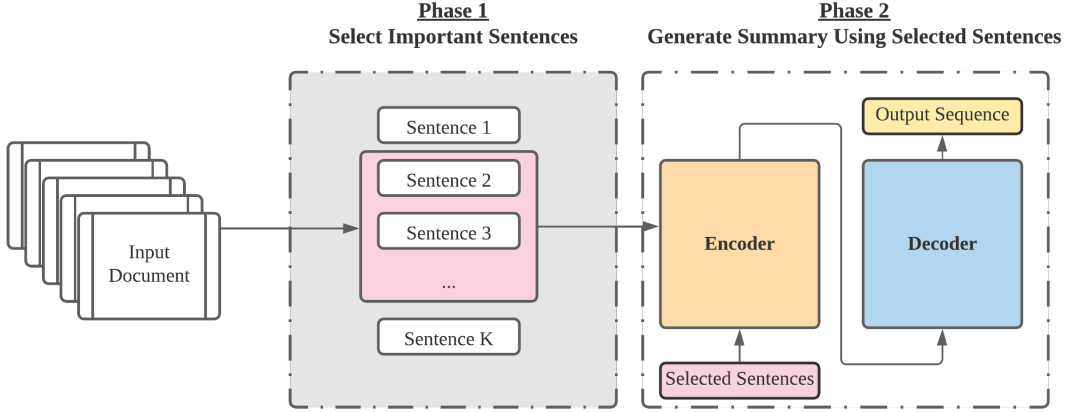 Phase 1
Select Important Sentences
Phase 2
Generate Summary Using Selected Sentences
Input
Document
Sentence 1
Sentence 2
Sentence 3
...
Sentence K
Encoder
Selected Sentences
Output Sequence
Decoder